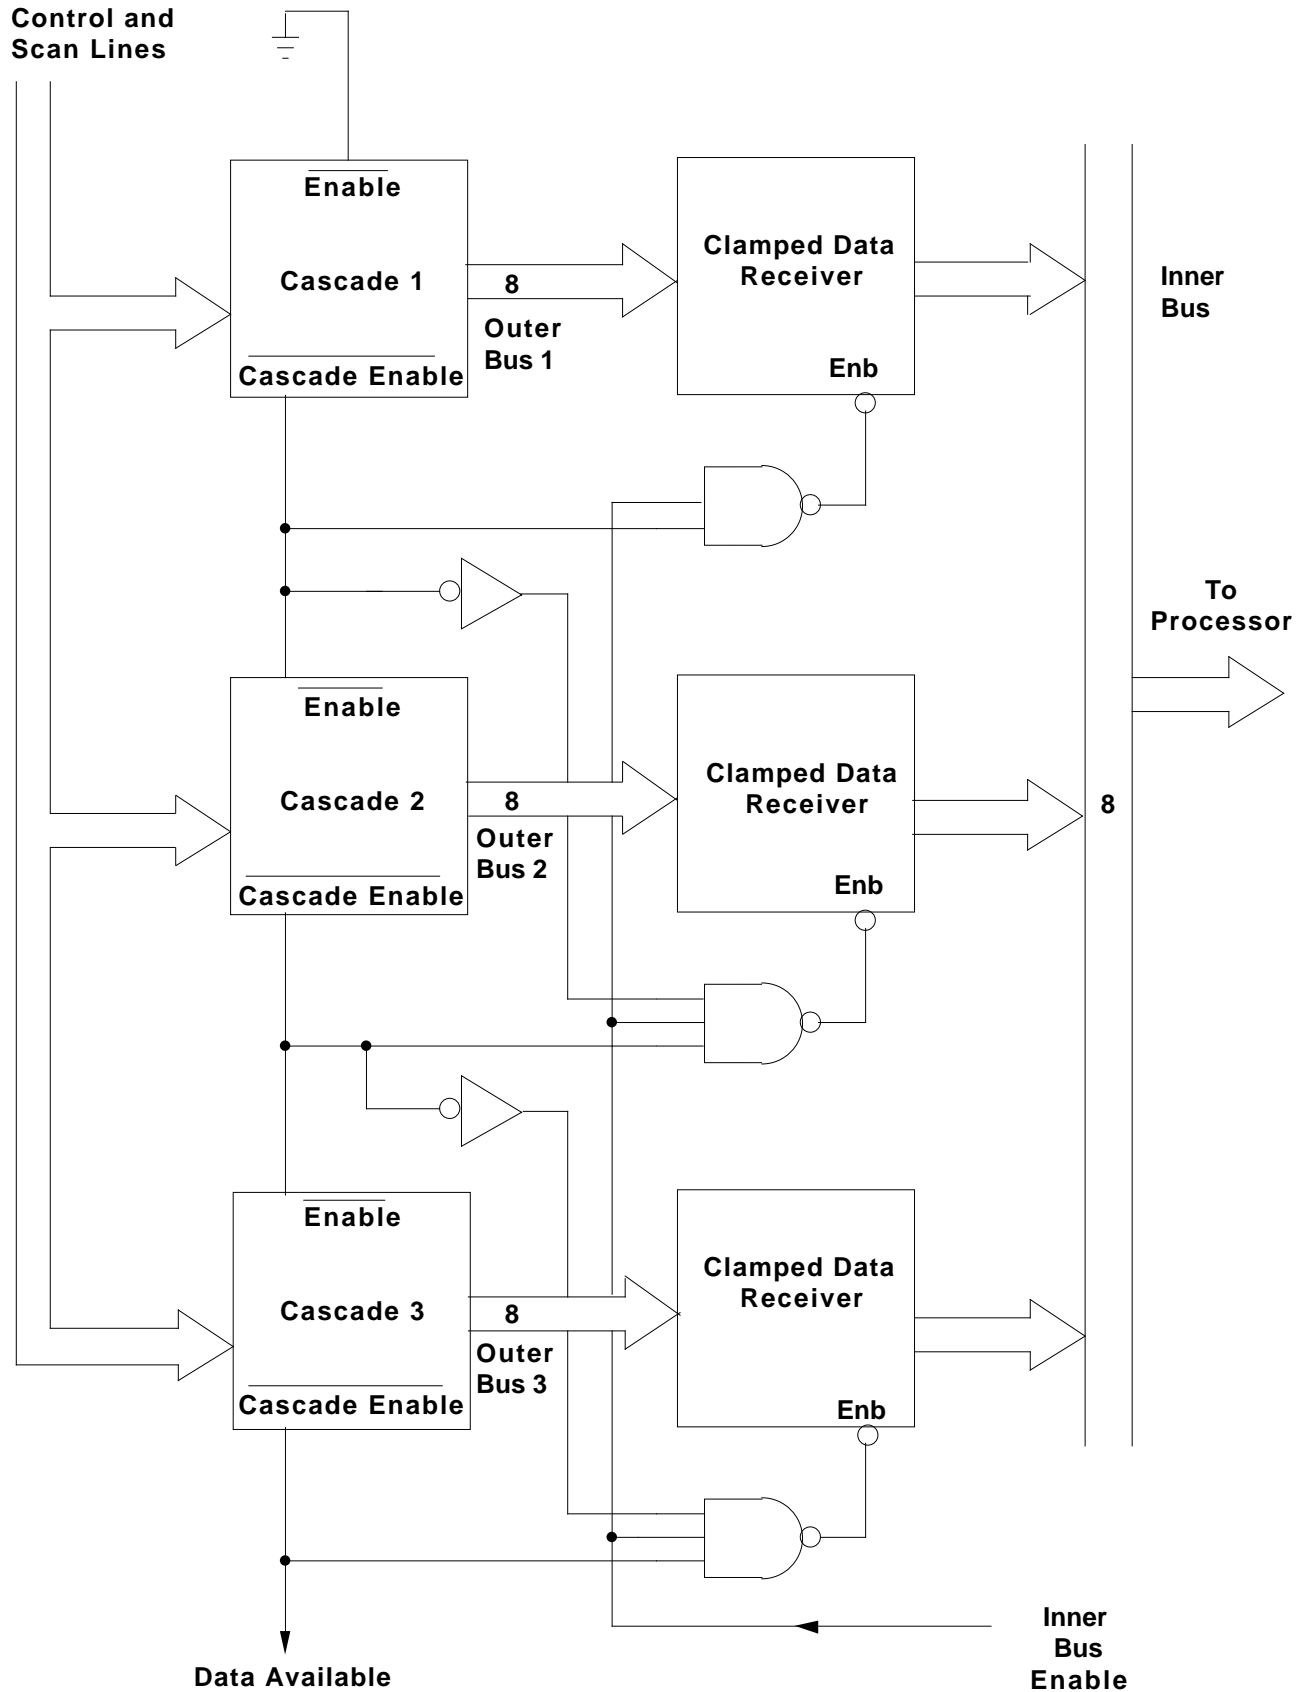 Control and
Scan Lines
Enable
Cascade 1
Cascade Enable
8
Outer
Bus 1
Clamped Data
Receiver
Enb
Inner
Bus
To
Processor
Enable
Cascade 2
Cascade Enable
8
Outer
Bus 2
Clamped Data
Receiver
Enb
8
Enable
Cascade 3
Cascade Enable
8
Outer
Bus 3
Clamped Data
Receiver
Enb
Data Available
Inner
Bus
Enable